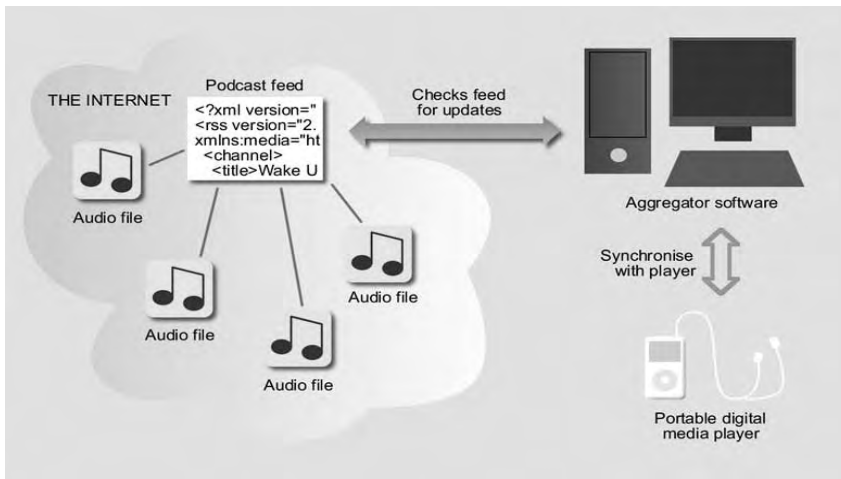 THE INTERNET
Podcast feed
<?xml version="
<rss version="2.
xmlns:media="ht
<channel>
<title>Wake U
Audio file
Audio file
Audio file
Audio file
Checks feed
for updates
Aggregator software
Synchronise
with player
Portable digital
media player